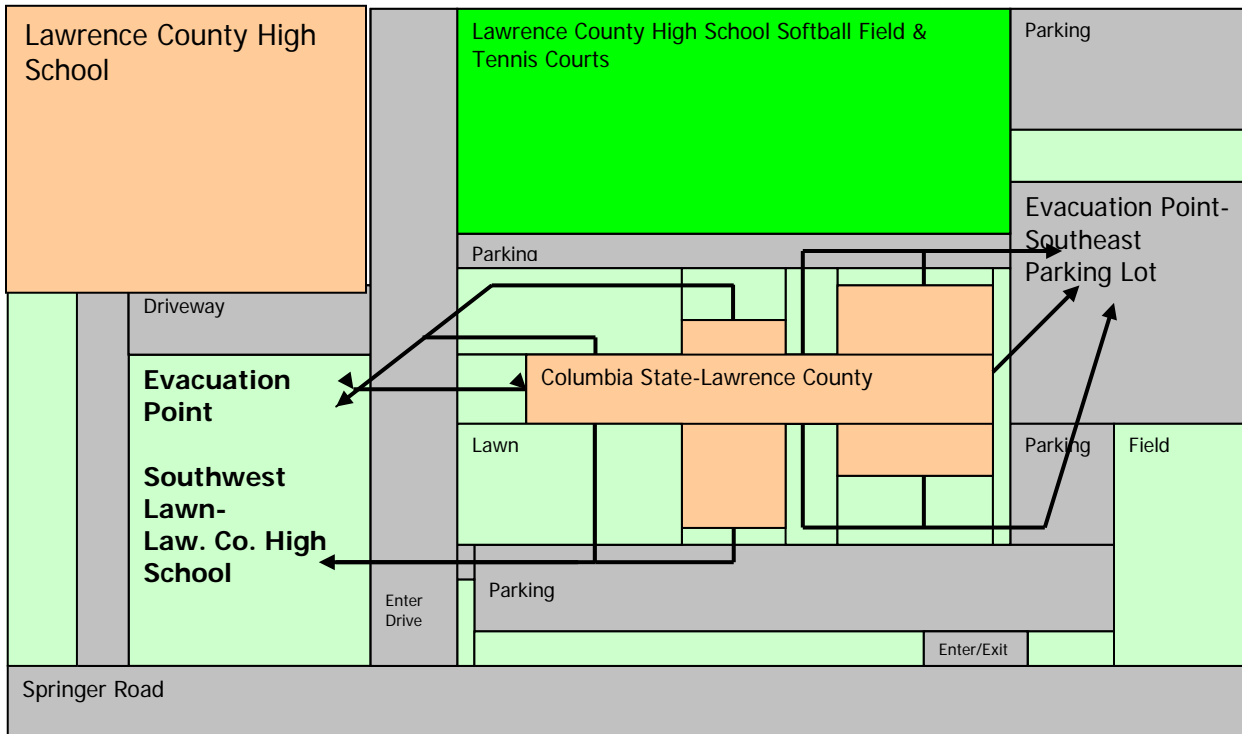 Lawrence County High
School
Lawrence County High School Softball Field &
Tennis Courts
Parking
Evacuation Point-
Southeast
Parking Lot
Parking
Driveway
Evacuation
Point
Southwest
Lawn-
Law. Co. High
School
Columbia State-Lawrence County
Lawn
Parking
Field
Enter
Drive
Parking
Enter/Exit
Springer Road